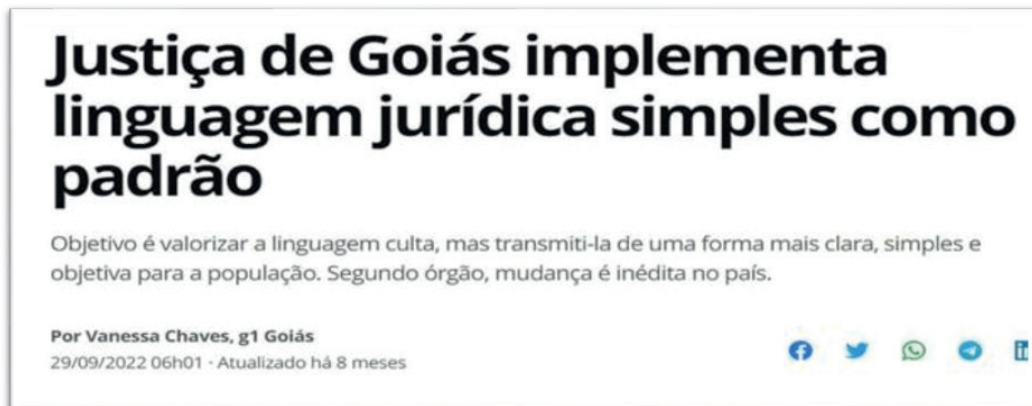 Justiça de Goiás implementa
linguagem jurídica simples como
padrão
Objetivo é valorizar a linguagem culta, mas transmiti-la de uma forma mais clara, simples e
objetiva para a população. Segundo órgão, mudança é inédita no país.
Por Vanessa Chaves, g1 Goiás
29/09/2022 06h01 · Atualizado há 8 meses